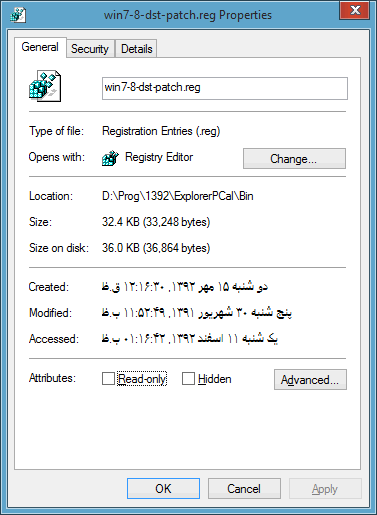 win7-8-dst-patch.reg Properties
General Security Details
win7-8-dst-patch.reg
Type of file: Registration Entries (.reg)
Opens with: Registry Editor Change...
Location: D:\Prog\1392\ExplorerPCal\Bin
Size: 32.4 KB (33,248 bytes)
Size on disk: 36.0 KB (36,864 bytes)
Created: دو شنبه ۱۵ مهر ۱۳۹۲, ۱۲:۱۶:۳۰ ق.ظ
Modified: پنج شنبه ۳۰ شهریور ۱۳۹۱, ۱۱:۵۲:۴۹ ب.ظ
Accessed: یک شنبه ۱۱ اسفند ۱۳۹۲, ۰۱:۱۶:۴۲ ب.ظ
Attributes: Read-only Hidden Advanced...
OK Cancel Apply